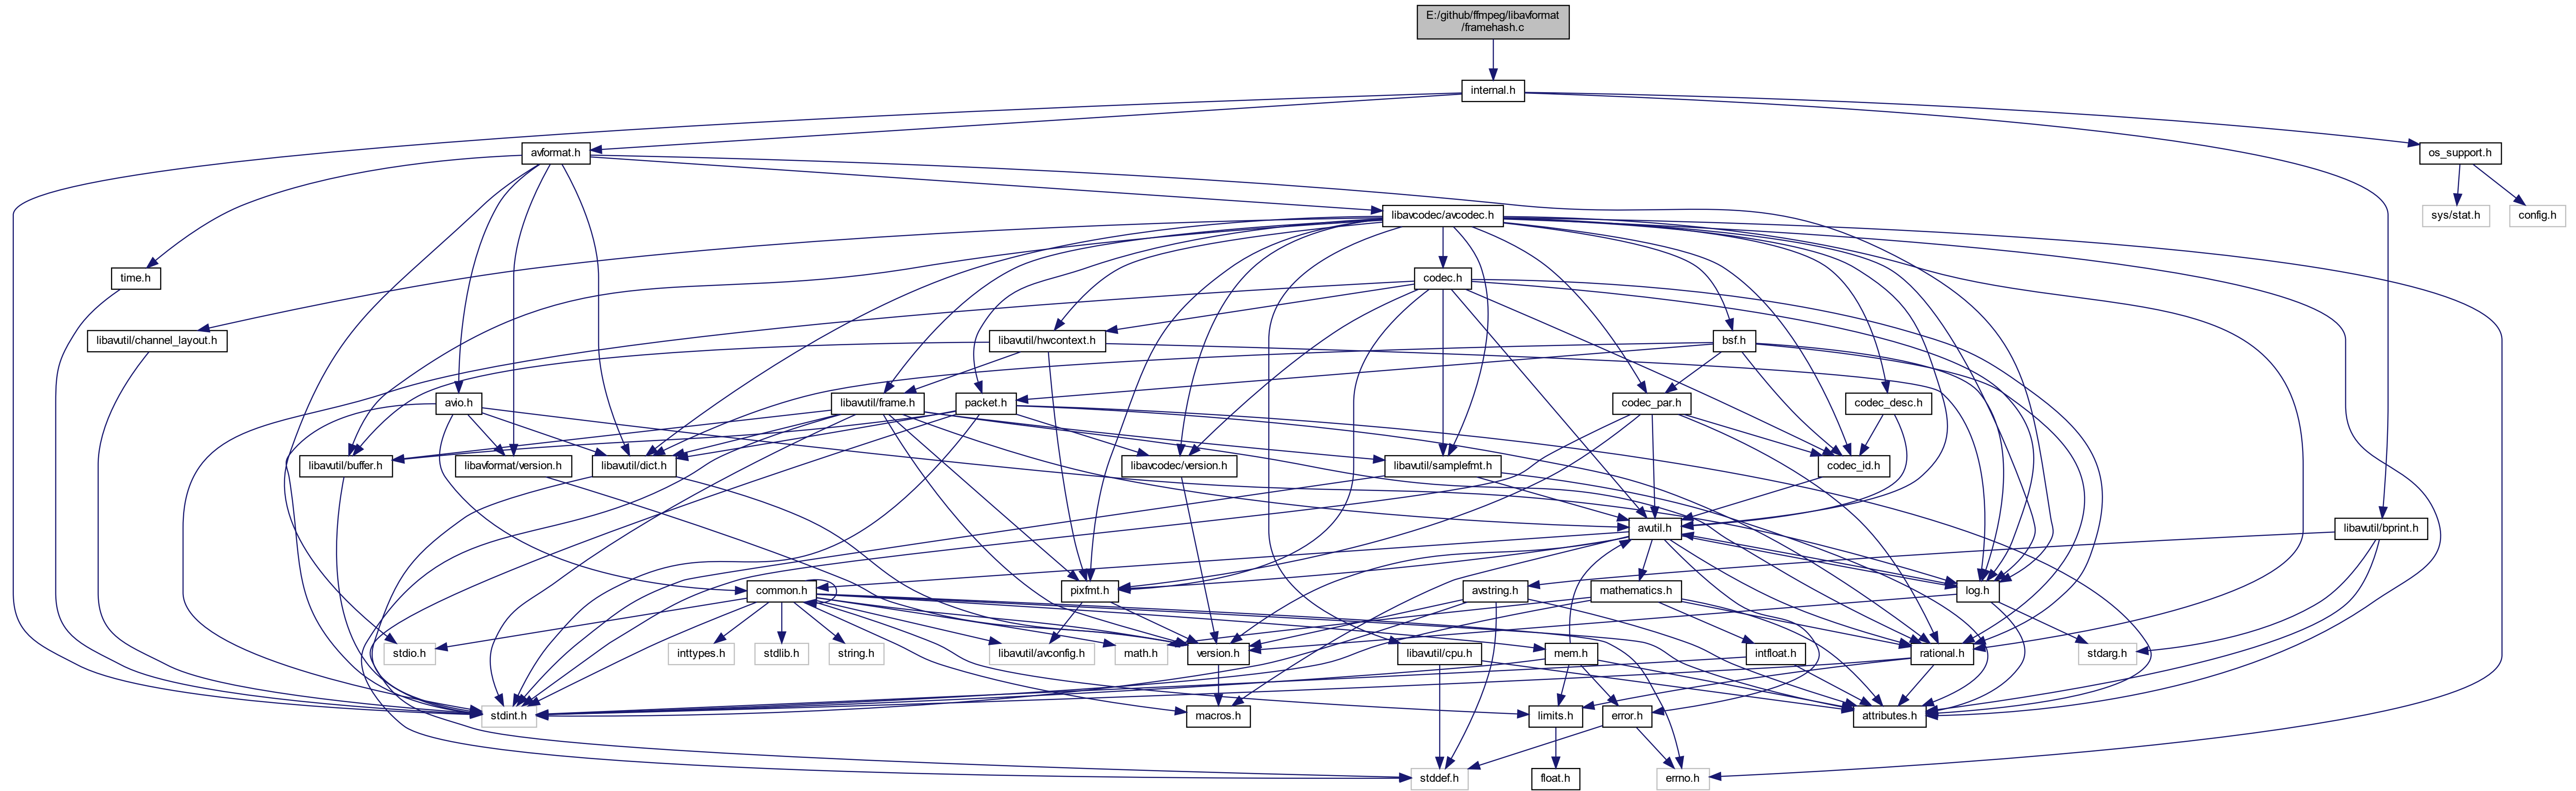 E:/github/ffmpeg/libavformat
/framehash.c
internal.h
avformat.h
os_support.h
libavcodec/avcodec.h
sys/stat.h
config.h
time.h
codec.h
libavutil/channel_layout.h
libavutil/hwcontext.h
bsf.h
avio.h
libavutil/frame.h
packet.h
codec_par.h
codec_desc.h
libavutil/buffer.h
libavformat/version.h
libavutil/dict.h
libavcodec/version.h
libavutil/samplefmt.h
codec_id.h
avutil.h
libavutil/bprint.h
common.h
pixfmt.h
avstring.h
mathematics.h
log.h
stdio.h
inttypes.h
stdlib.h
string.h
libavutil/avconfig.h
math.h
version.h
libavutil/cpu.h
mem.h
intfloat.h
rational.h
stdarg.h
stdint.h
macros.h
limits.h
error.h
attributes.h
stddef.h
float.h
errno.h